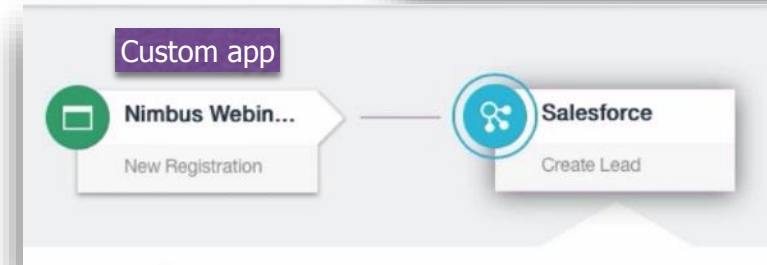 Custom app
Nimbus Webin...
New Registration
Salesforce
Create Lead